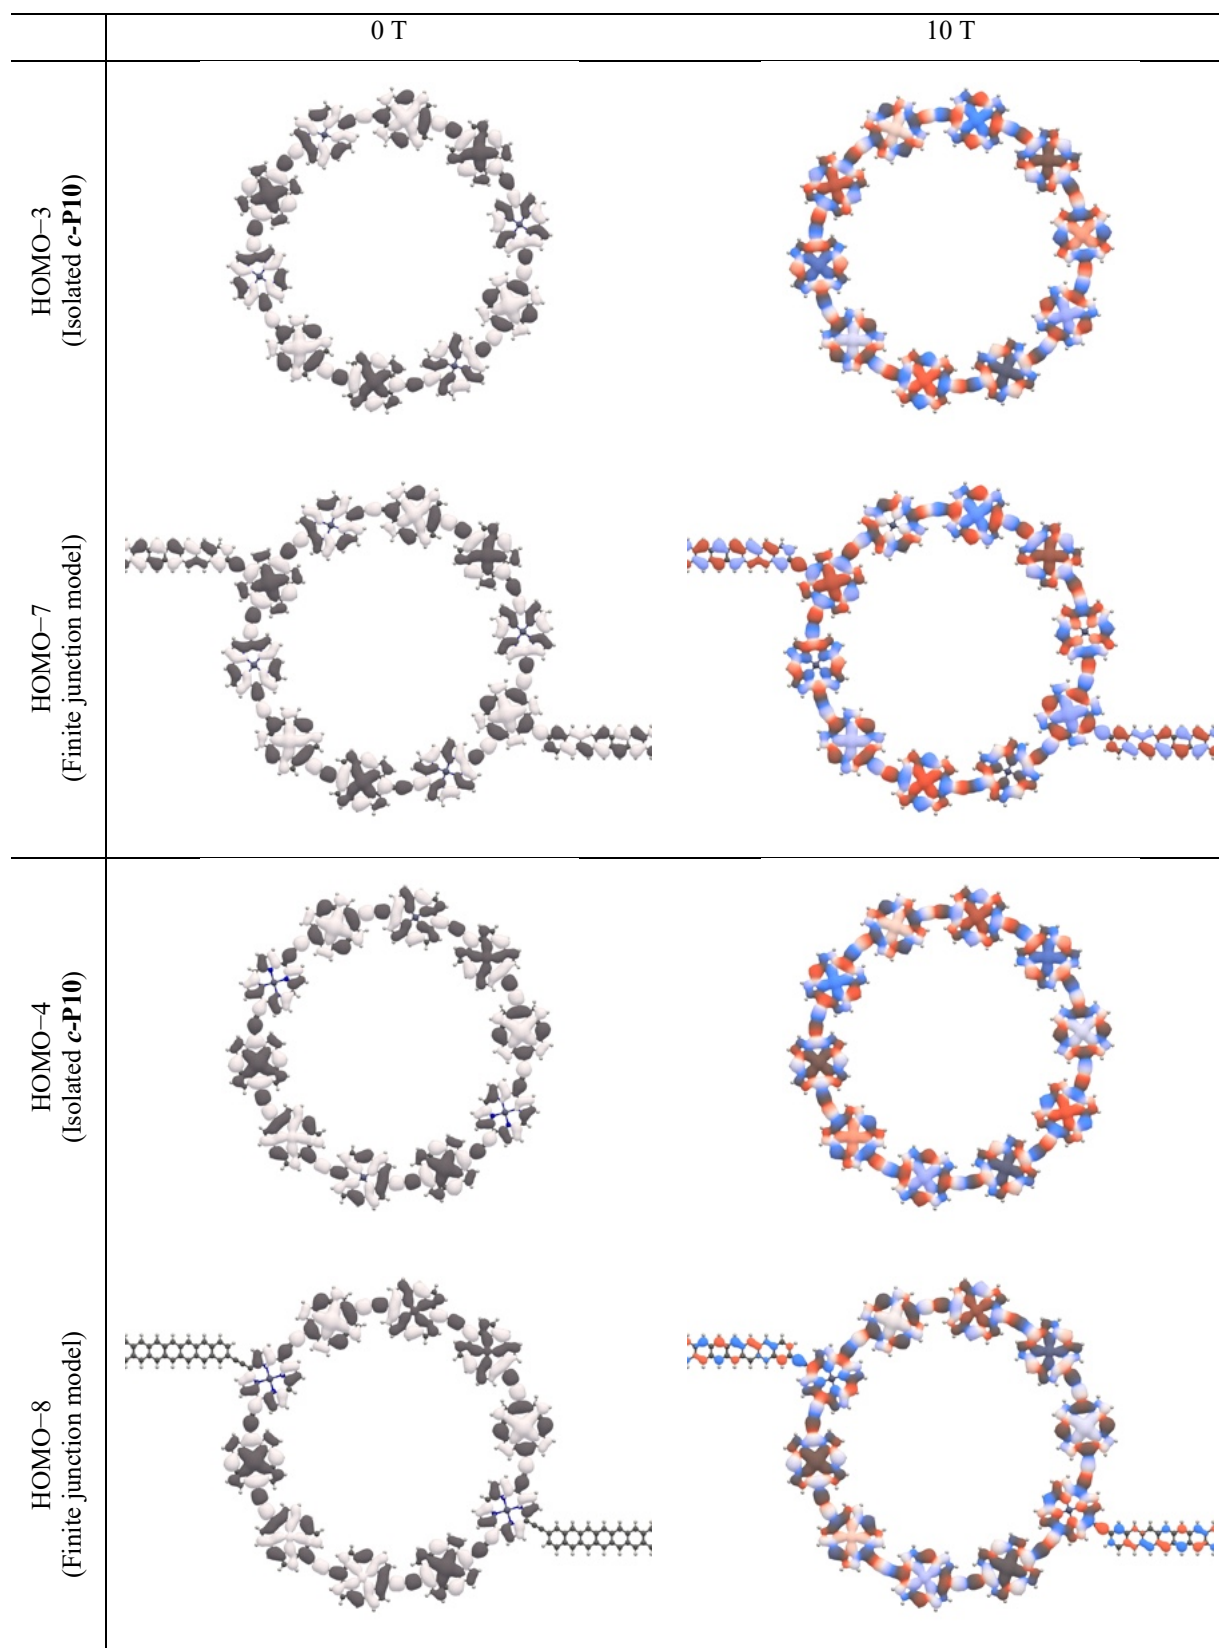 0 T
10 T
HOMO−3
(Isolated c-P10)
HOMO−7
(Finite junction model)
HOMO−4
(Isolated c-P10)
HOMO−8
(Finite junction model)